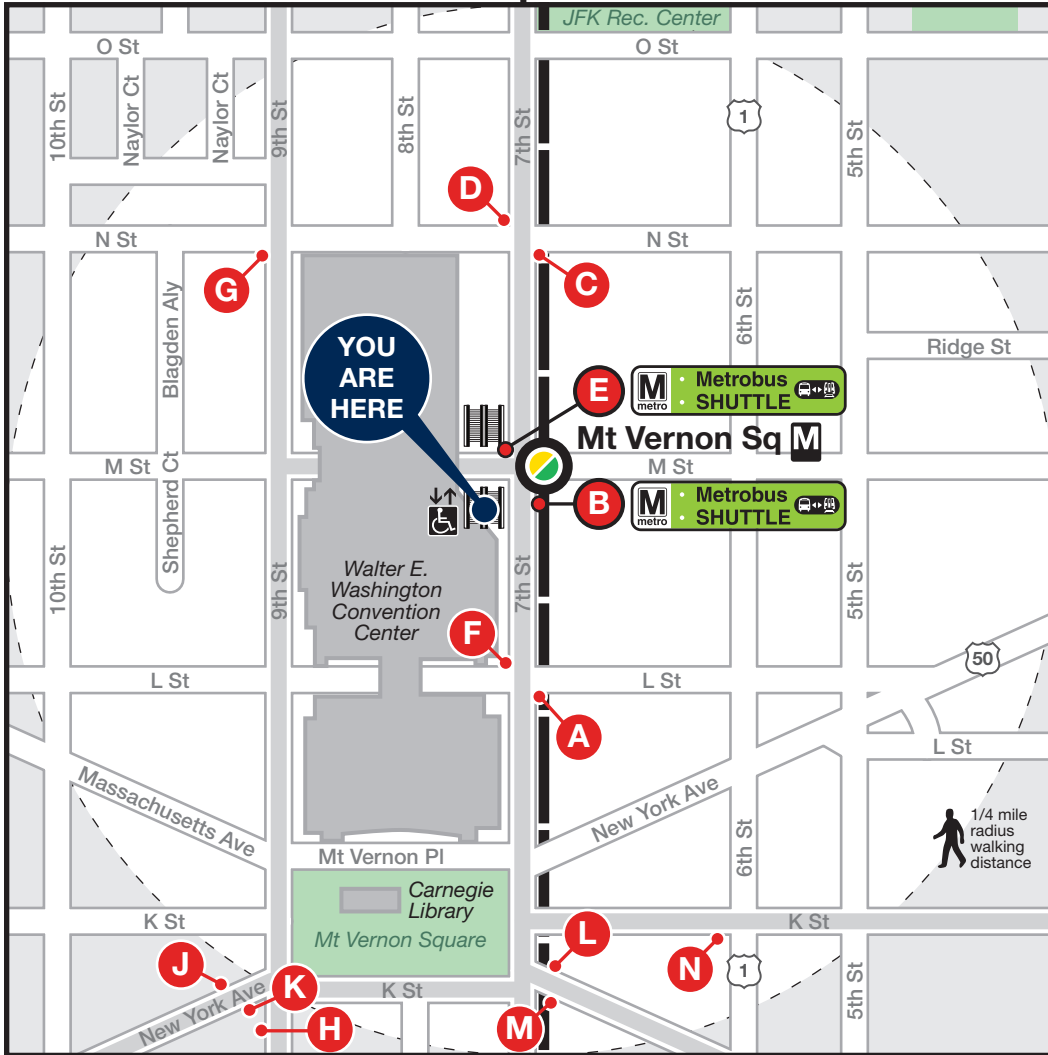 JFK Rec. Center
O St
O St
10th St
Naylor Ct
Naylor Ct
9th St
8th St
7th St
1
5th St
D
N St
N St
G
C
Blagden Aly
6th St
Ridge St
YOU
ARE
HERE
E
M
metro
• Metrobus
• SHUTTLE
Mt Vernon Sq M
M St
M St
B
M
metro
• Metrobus
• SHUTTLE
Shepherd Ct
10th St
9th St
7th St
5th St
Walter E.
Washington
Convention
Center
F
50
L St
L St
A
L St
Massachusetts Ave
New York Ave
6th St
1/4 mile
radius
walking
distance
Mt Vernon Pl
Carnegie
Library
K St
K St
Mt Vernon Square
L
N
J
K
1
K St
5th St
New York Ave
H
M